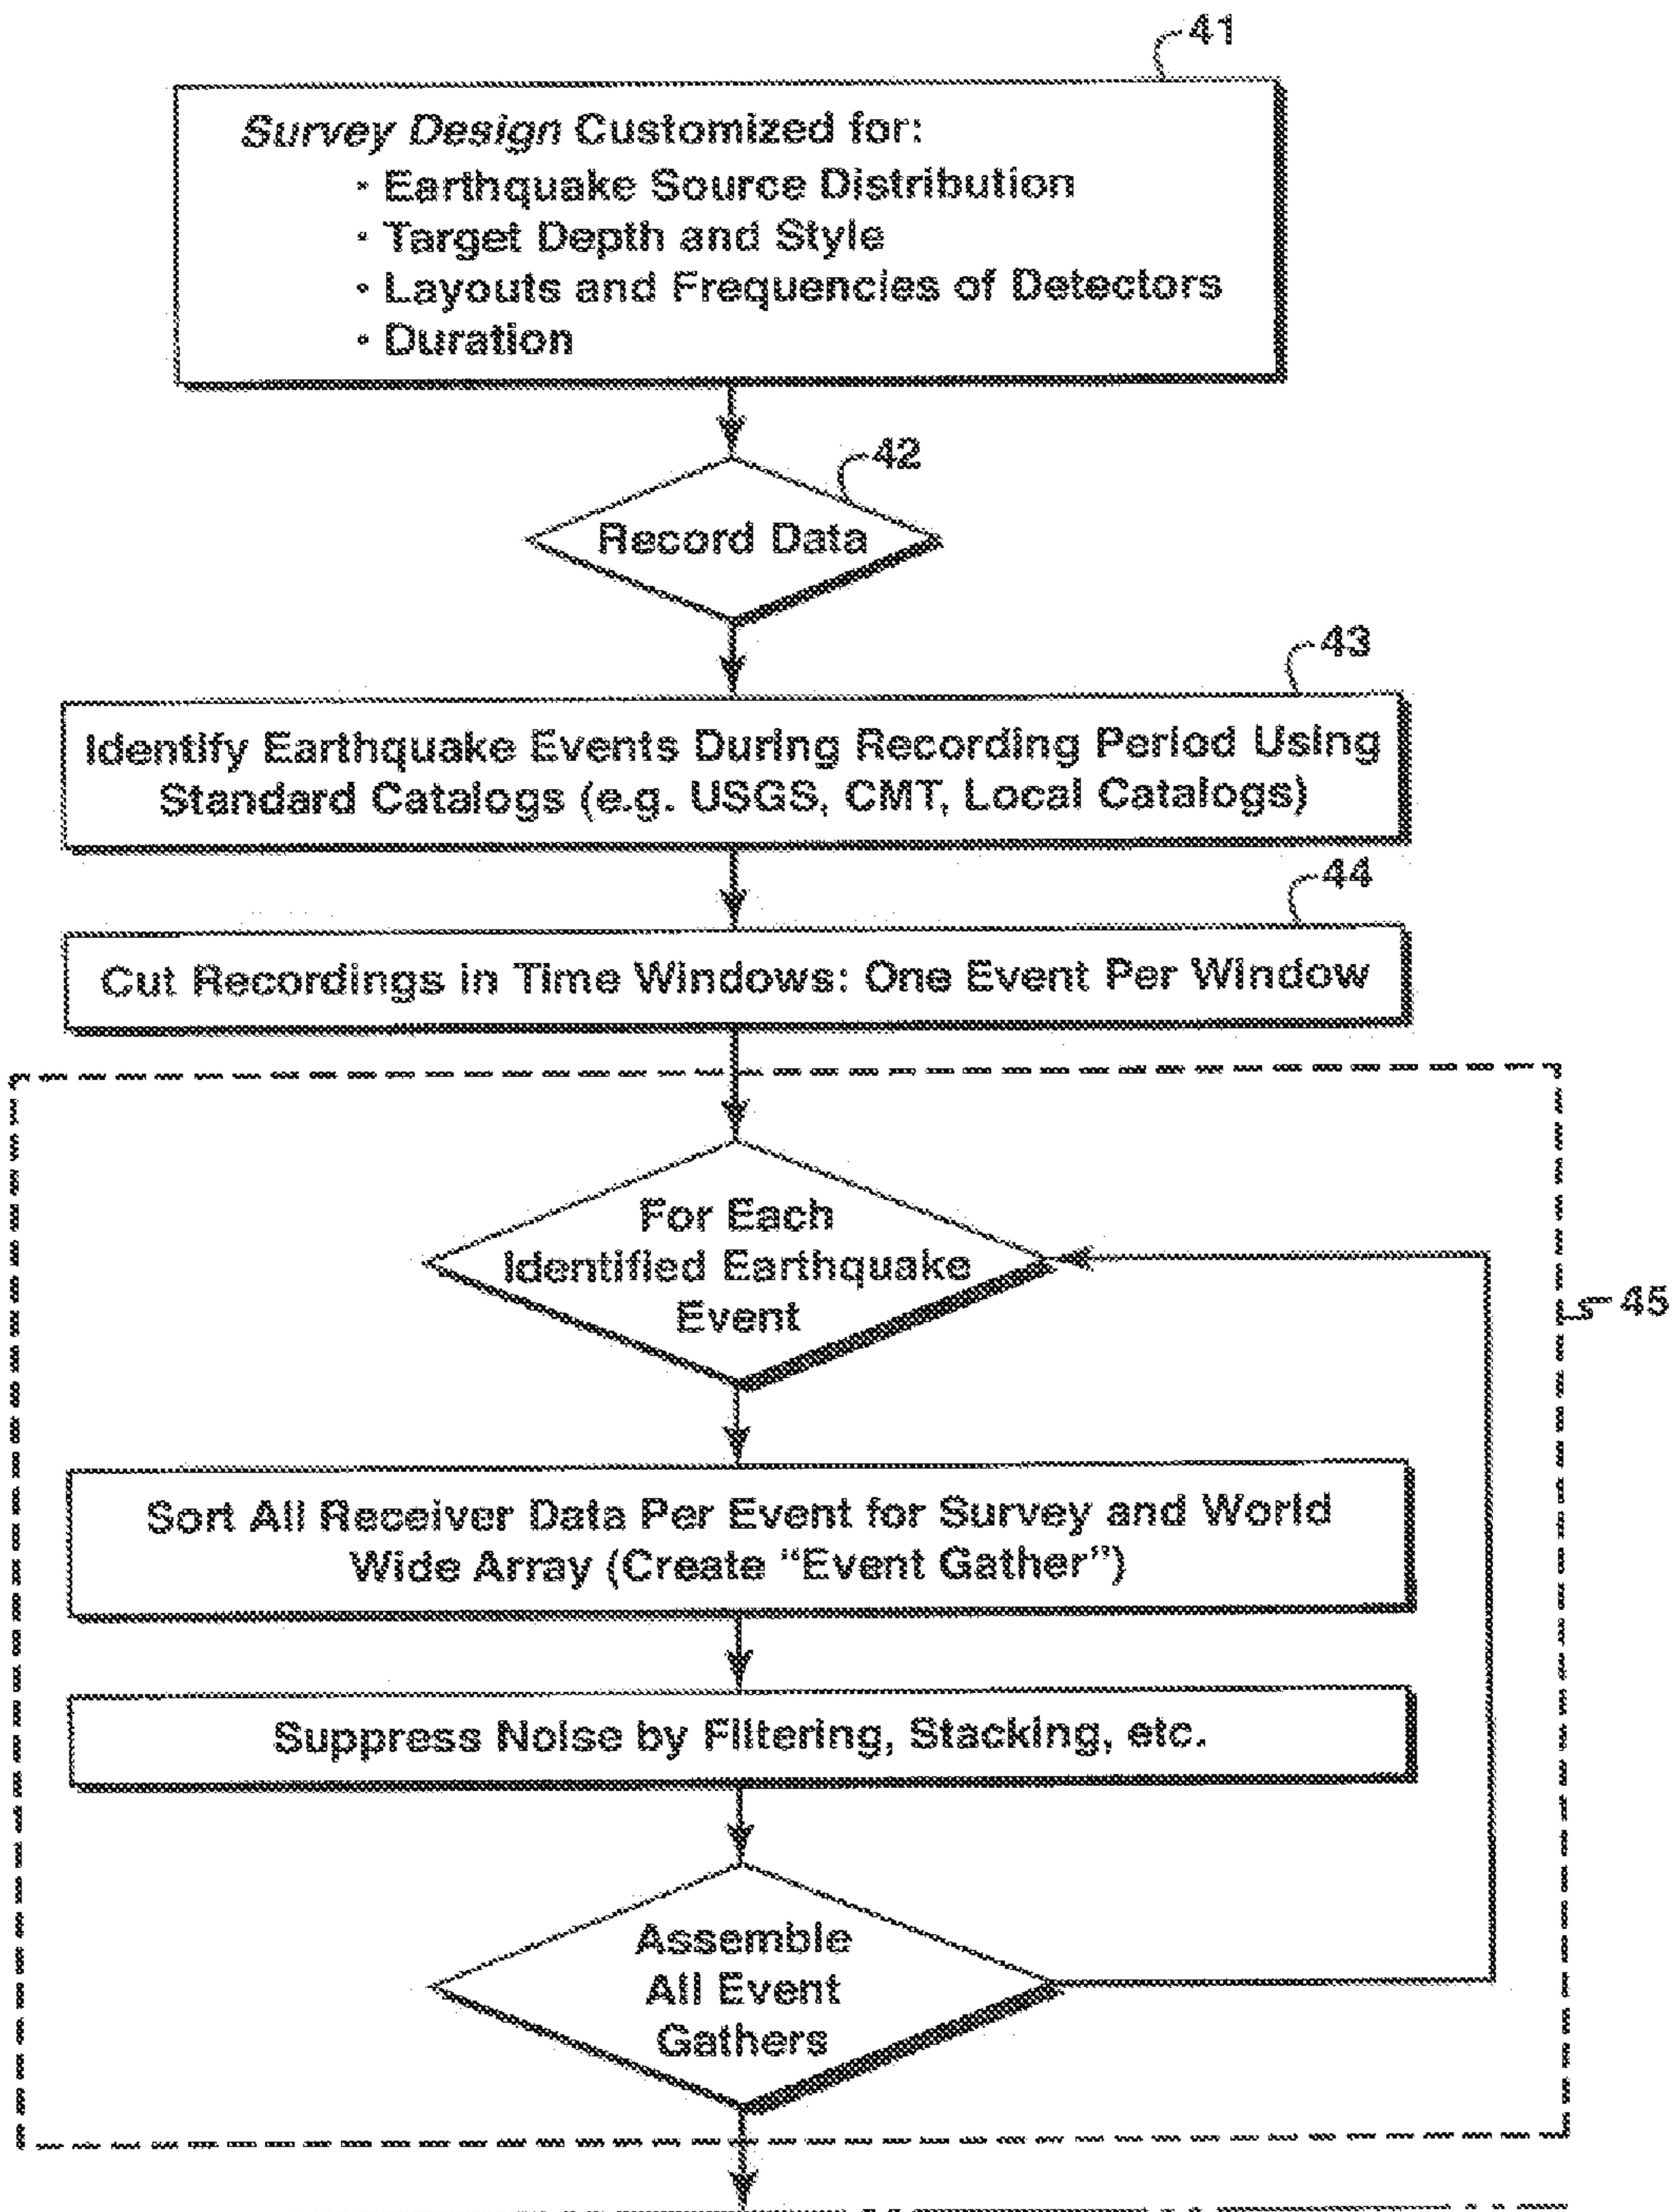 41
Survey Design Customized for:
· Earthquake Source Distribution
· Target Depth and Style
· Layouts and Frequencies of Detectors
· Duration
42
Record Data
43
Identify Earthquake Events During Recording Period Using
Standard Catalogs (e.g. USGS, CMT, Local Catalogs)
44
Cut Recordings in Time Windows: One Event Per Window
For Each
Identified Earthquake
Event
45
Sort All Receiver Data Per Event for Survey and World
Wide Array (Create “Event Gather”)
Suppress Noise by Filtering, Stacking, etc.
Assemble
All Event
Gathers